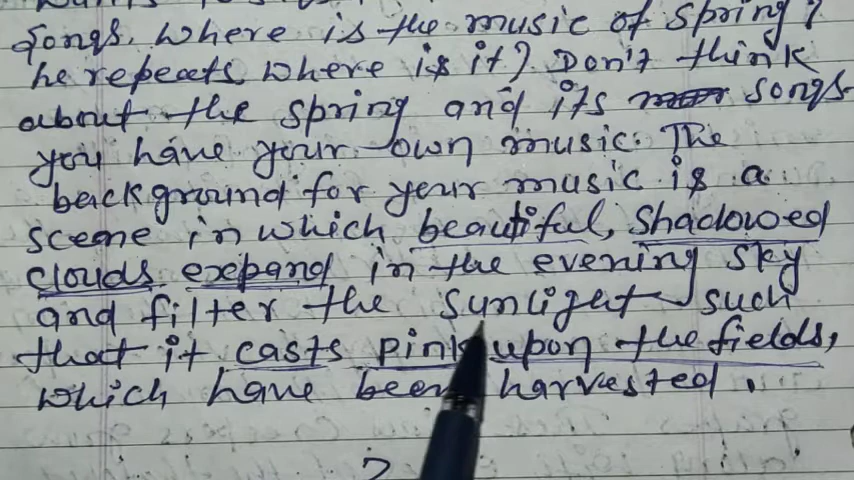 songs. Where is the music of spring?
he repeats where is it? Don't think
about the spring and its songs.
you have your own music. The
background for your music is a
scene in which beautiful, shadowed
clouds expand in the evening sky
and filter the sunlight such
that it casts pink upon the fields,
which have been harvested.